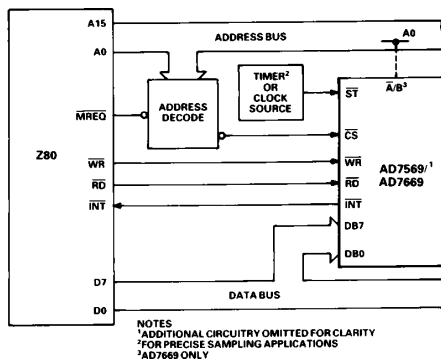 A15
A0
ADDRESS BUS
A0
TIMER²
OR
CLOCK
SOURCE
ST
A/B³
MREQ
ADDRESS
DECODE
CS
Z80
WR
WR
AD7569/¹
AD7669
RD
RD
INT
INT
DB7
DB0
D7
DATA BUS
D0
NOTES
¹ADDITIONAL CIRCUITRY OMITTED FOR CLARITY
²FOR PRECISE SAMPLING APPLICATIONS
³AD7669 ONLY